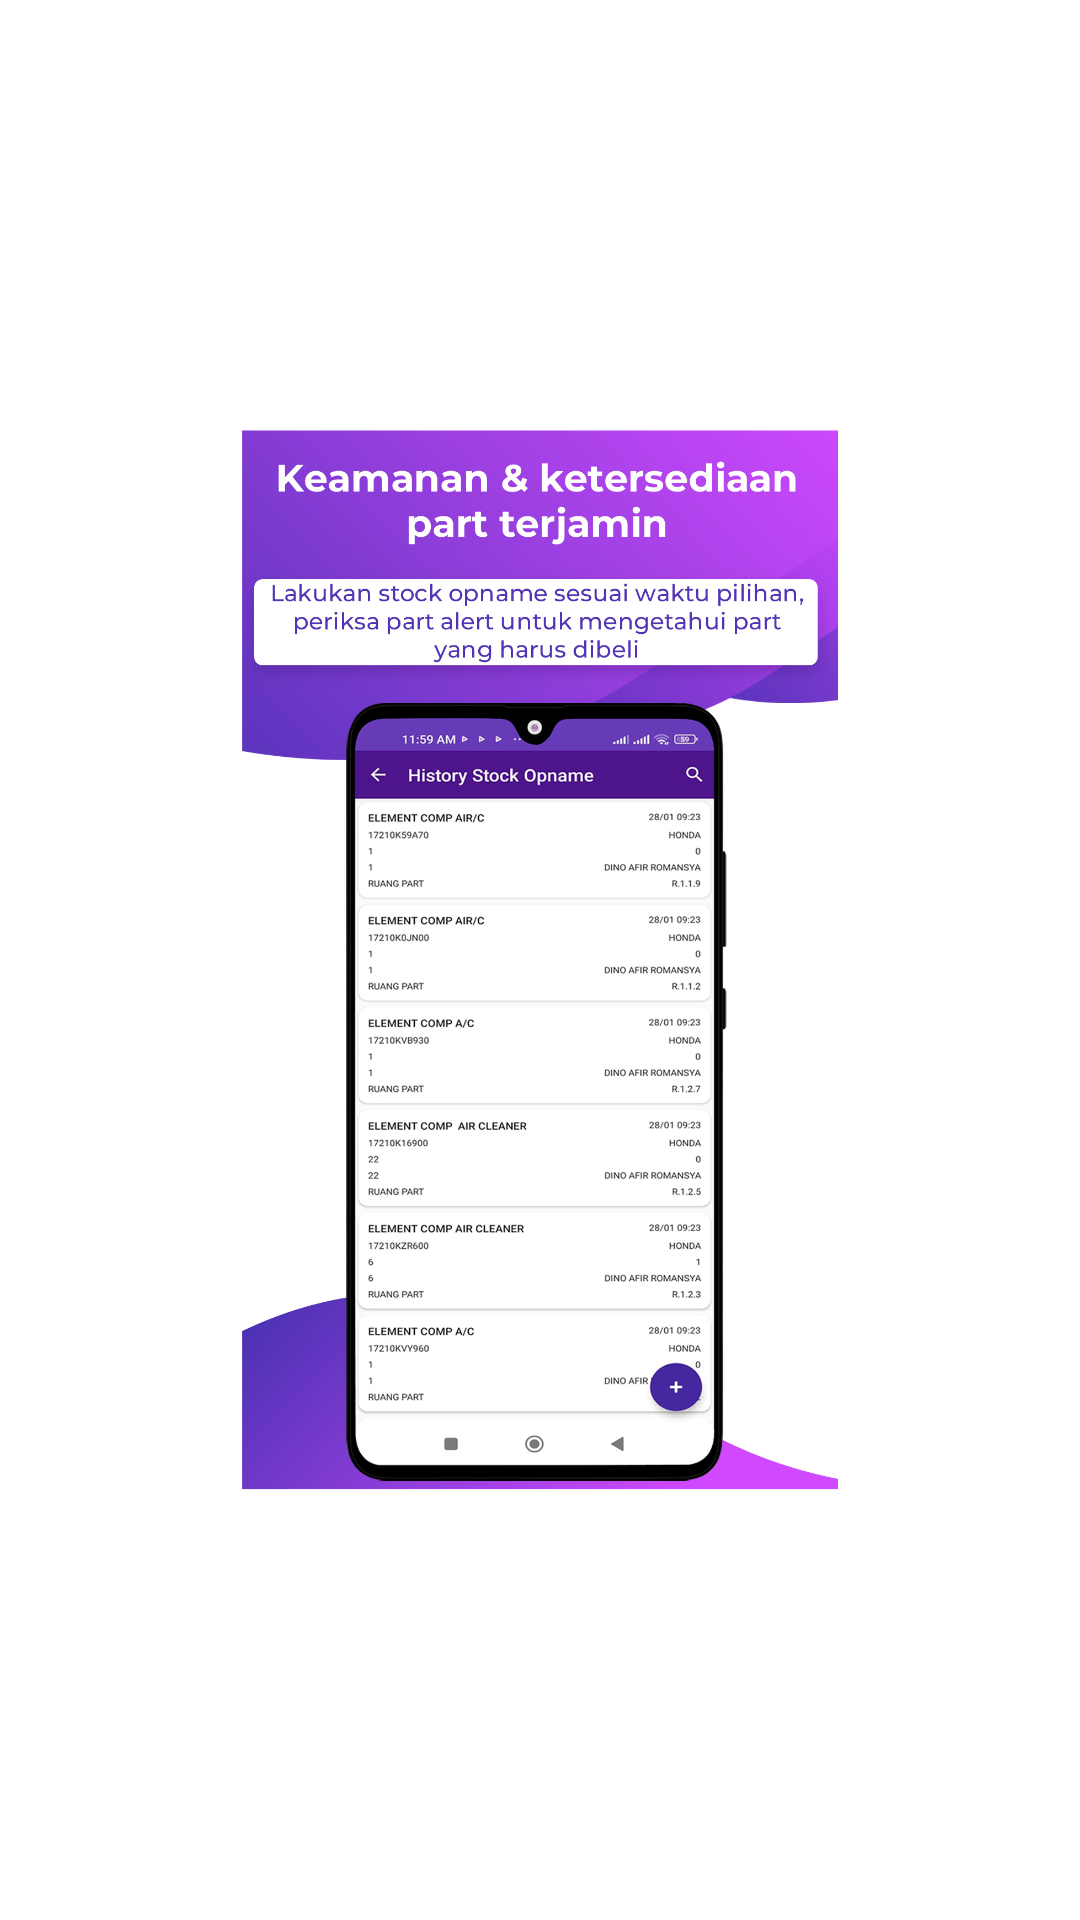 Keamanan & ketersediaan
part terjamin
Lakukan stock opname sesuai waktu pilihan,
periksa part alert untuk mengetahui part
yang harus dibeli
11:59 AM 59
History Stock Opname
ELEMENT COMP AIR/C 28/01 09:23
17210K59A70 HONDA
1 0
1 DINO AFIR ROMANSYA
RUANG PART R.1.1.9
ELEMENT COMP AIR/C 28/01 09:23
17210K0JN00 HONDA
1 0
1 DINO AFIR ROMANSYA
RUANG PART R.1.1.2
ELEMENT COMP A/C 28/01 09:23
17210KVB930 HONDA
1 0
1 DINO AFIR ROMANSYA
RUANG PART R.1.2.7
ELEMENT COMP  AIR CLEANER 28/01 09:23
17210K16900 HONDA
22 0
22 DINO AFIR ROMANSYA
RUANG PART R.1.2.5
ELEMENT COMP AIR CLEANER 28/01 09:23
17210KZR600 HONDA
6 1
6 DINO AFIR ROMANSYA
RUANG PART R.1.2.3
ELEMENT COMP A/C 28/01 09:23
17210KVY960 HONDA
1 0
1 DINO AFIR
RUANG PART